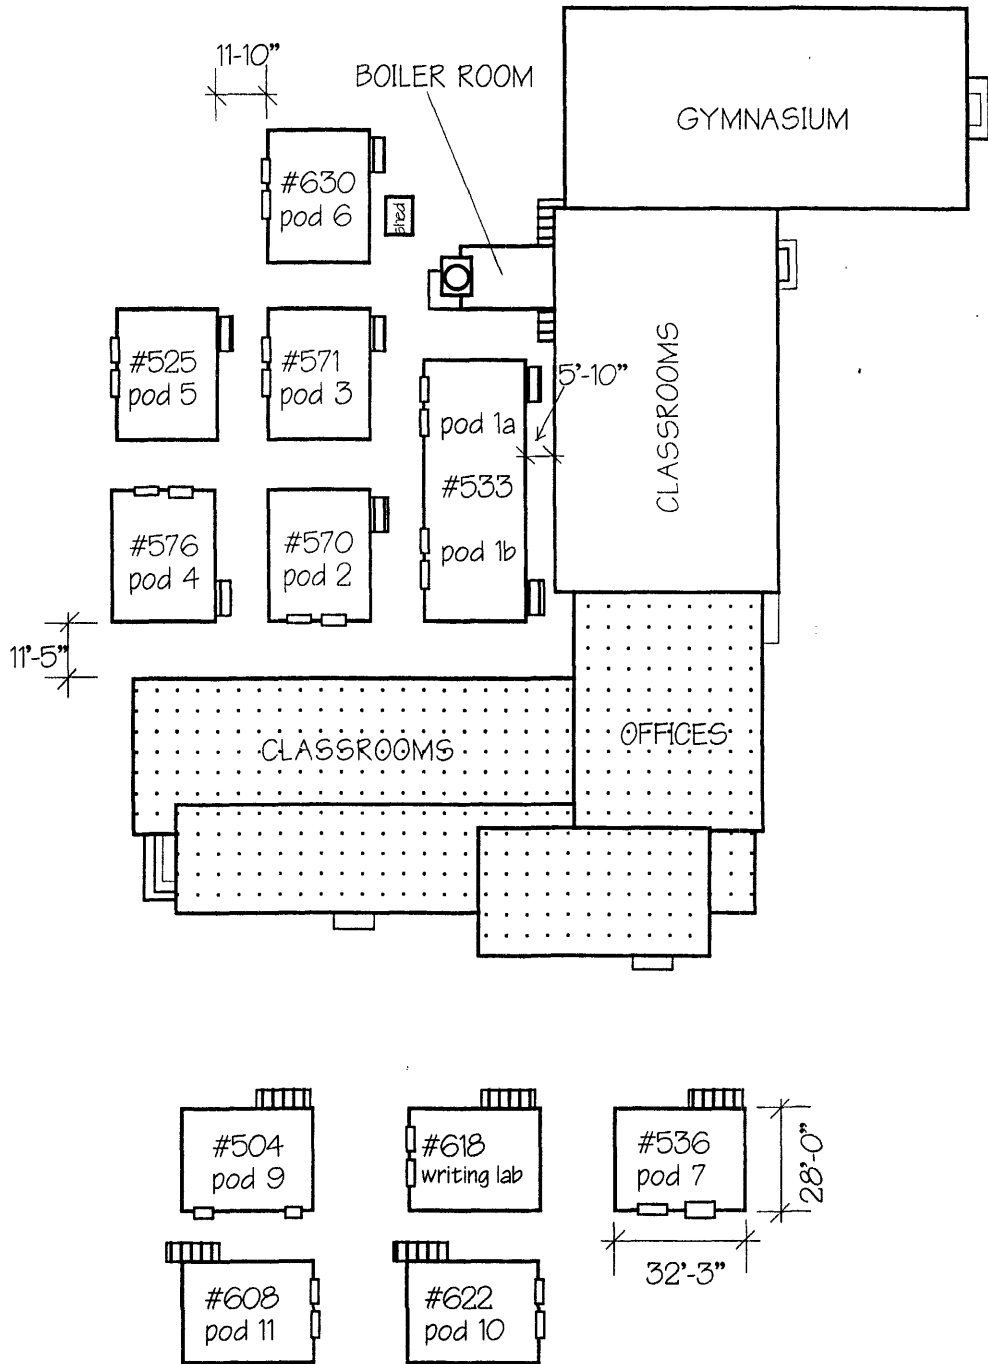 11-10"
BOILER ROOM
GYMNASIUM
#630
pod 6
shed
#525
pod 5
#571
pod 3
5'-10"
pod 1a
CLASSROOMS
#533
#576
pod 4
#570
pod 2
pod 1b
11'-5"
CLASSROOMS
OFFICES
#504
pod 9
#618
writing lab
#536
pod 7
28'-0"
32'-3"
#608
pod 11
#622
pod 10